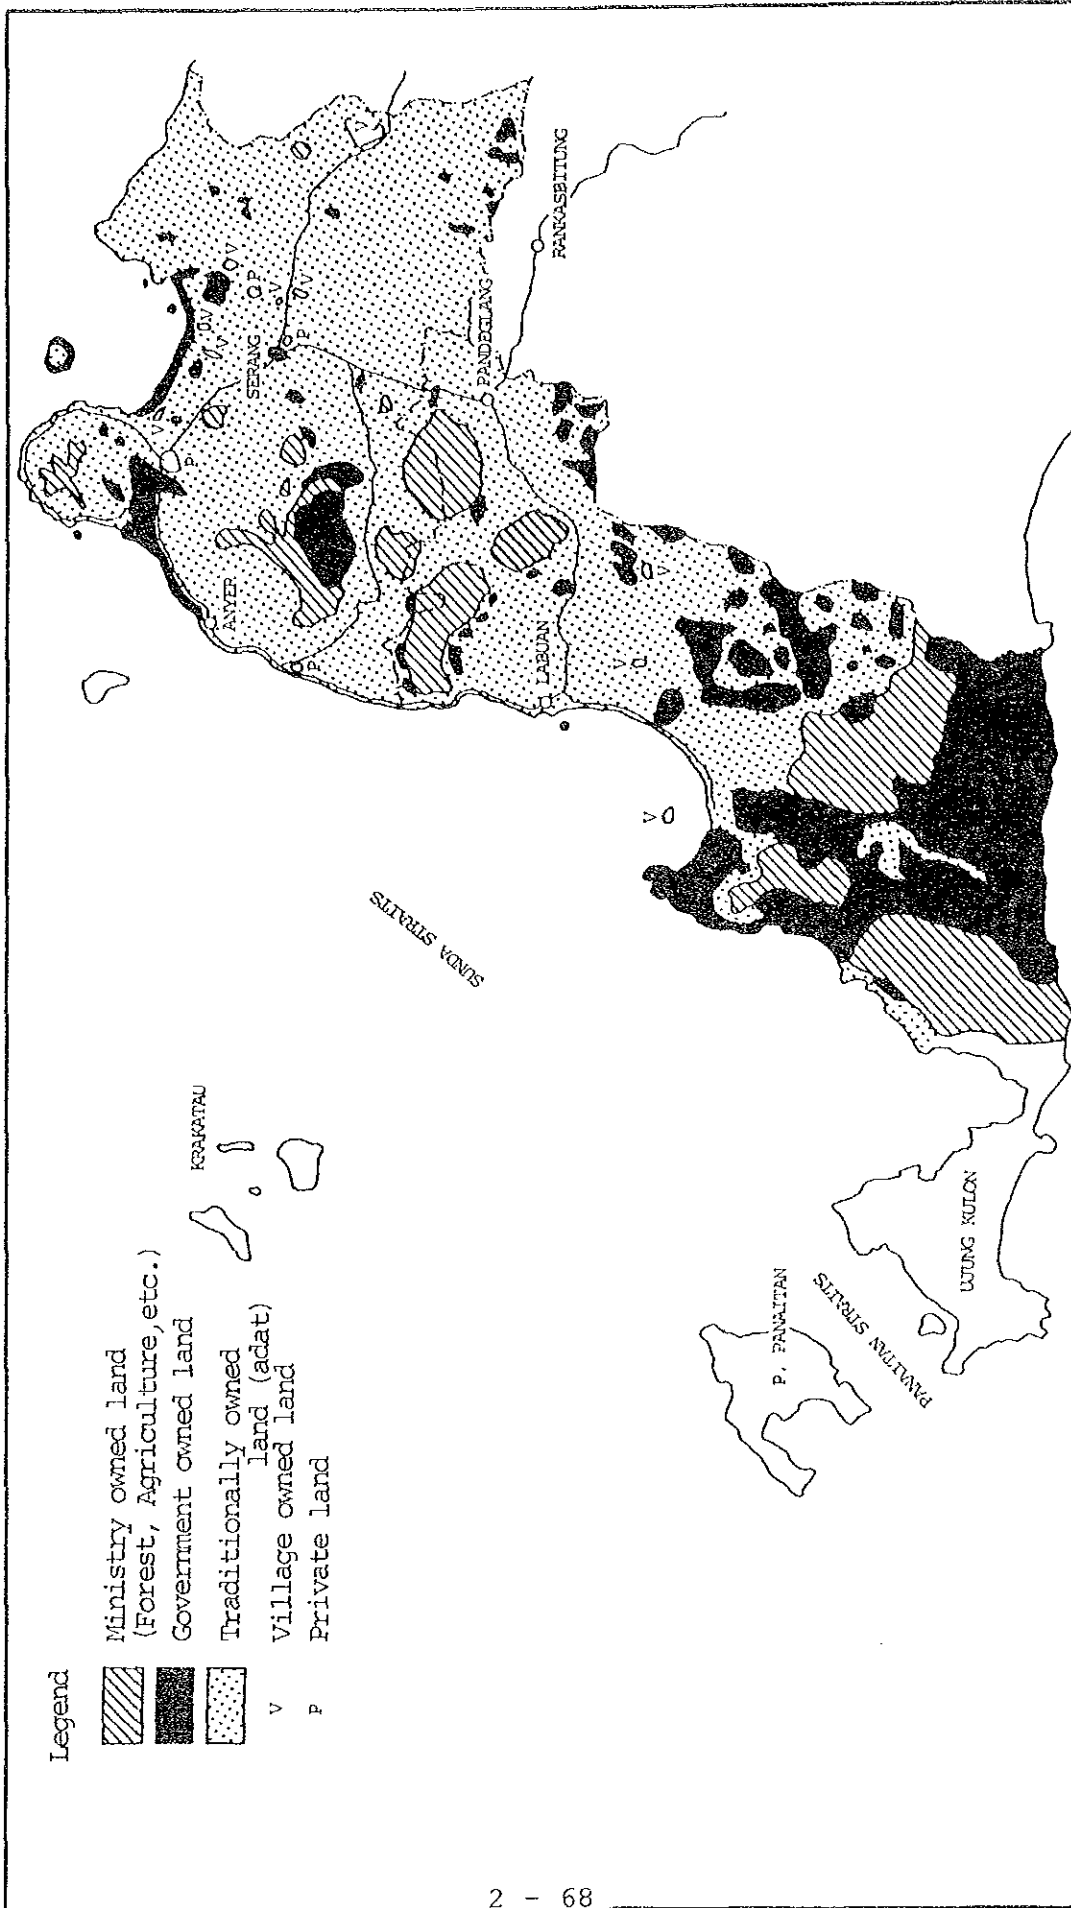 Legend
Ministry owned land
(Forest, Agriculture,etc.)
Government owned land
Traditionally owned
land (adat)
V Village owned land
P Private land
KRAKATAU
SUNDA STRAITS
P. PANAITAN
PANAITAN STRAITS
UJUNG KULON
ANYER
SERANG
LABUAN
PANDEGLANG
RANKASBITUNG
V
P
V
V
V
P
V
V
P
P
V
V
V
V
2 - 68